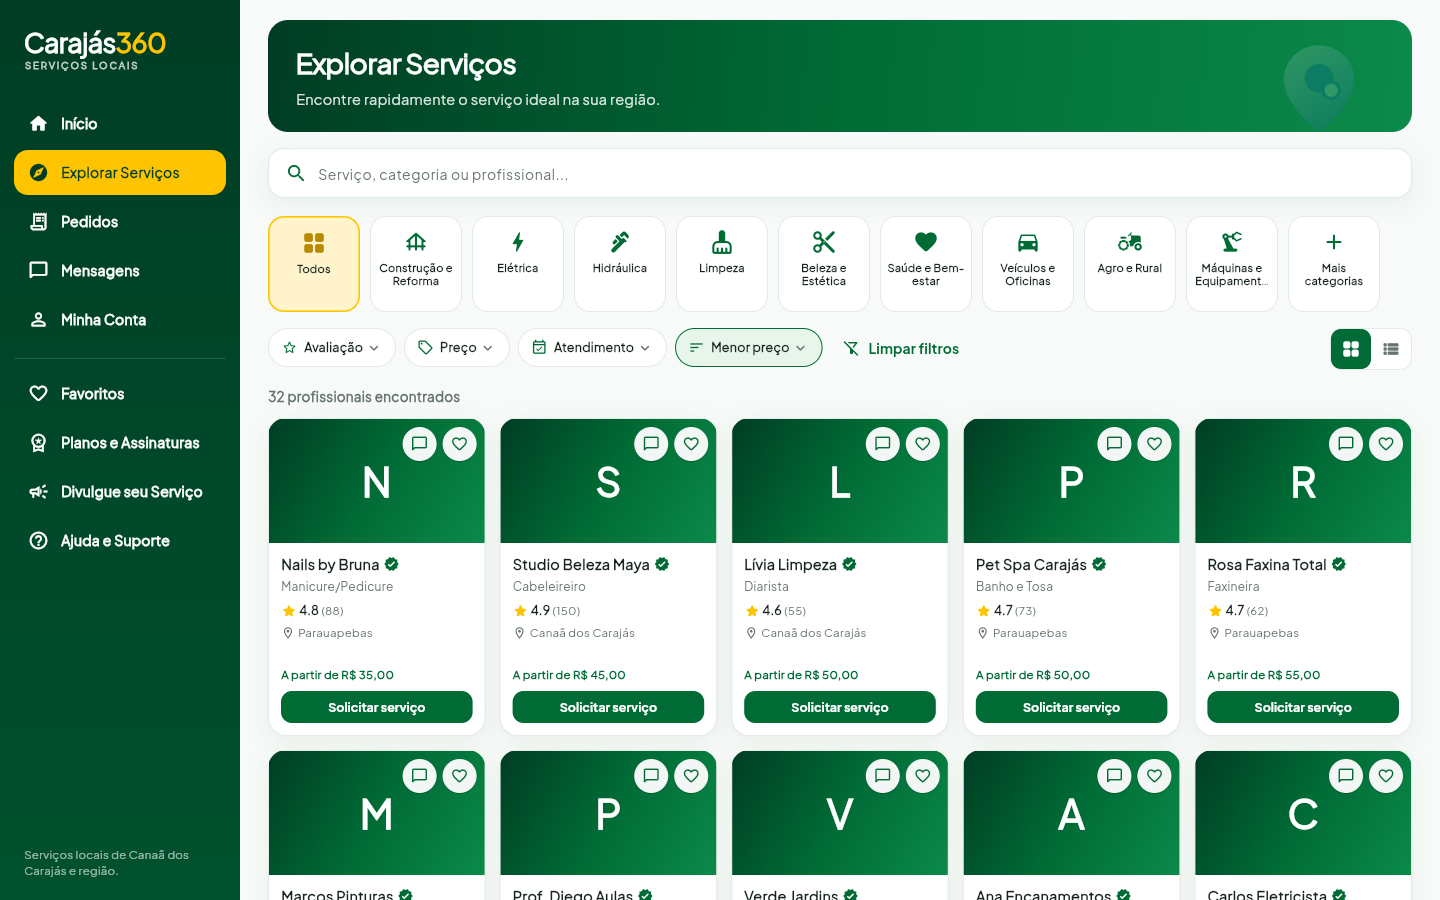 Carajás360
SERVIÇOS LOCAIS
Início
Explorar Serviços
Pedidos
Mensagens
Minha Conta
Favoritos
Planos e Assinaturas
Divulgue seu Serviço
Ajuda e Suporte
Serviços locais de Canaã dos
Carajás e região.
Explorar Serviços
Encontre rapidamente o serviço ideal na sua região.
Serviço, categoria ou profissional...
Todos
Construção e
Reforma
Elétrica
Hidráulica
Limpeza
Beleza e
Estética
Saúde e Bem-
estar
Veículos e
Oficinas
Agro e Rural
Máquinas e
Equipament...
Mais
categorias
Avaliação
Preço
Atendimento
Menor preço
Limpar filtros
32 profissionais encontrados
N
Nails by Bruna
Manicure/Pedicure
4.8 (88)
Parauapebas
A partir de R$ 35,00
Solicitar serviço
S
Studio Beleza Maya
Cabeleireiro
4.9 (150)
Canaã dos Carajás
A partir de R$ 45,00
Solicitar serviço
L
Lívia Limpeza
Diarista
4.6 (55)
Canaã dos Carajás
A partir de R$ 50,00
Solicitar serviço
P
Pet Spa Carajás
Banho e Tosa
4.7 (73)
Parauapebas
A partir de R$ 50,00
Solicitar serviço
R
Rosa Faxina Total
Faxineira
4.7 (62)
Parauapebas
A partir de R$ 55,00
Solicitar serviço
M
Marcos Pinturas
P
Prof. Diego Aulas
V
Verde Jardins
A
Ana Encanamentos
C
Carlos Eletricista